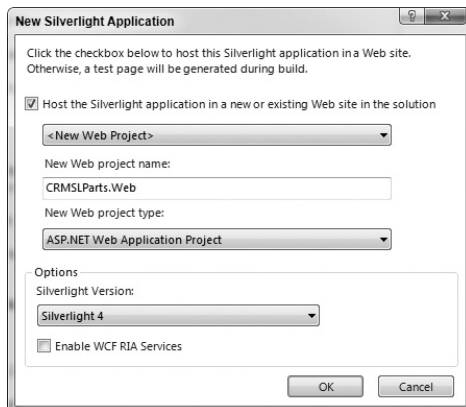 New Silverlight Application
Click the checkbox below to host this Silverlight application in a Web site.
Otherwise, a test page will be generated during build.
Host the Silverlight application in a new or existing Web site in the solution
<New Web Project>
New Web project name:
CRMSLParts.Web
New Web project type:
ASP.NET Web Application Project
Options
Silverlight Version:
Silverlight 4
Enable WCF RIA Services
OK Cancel